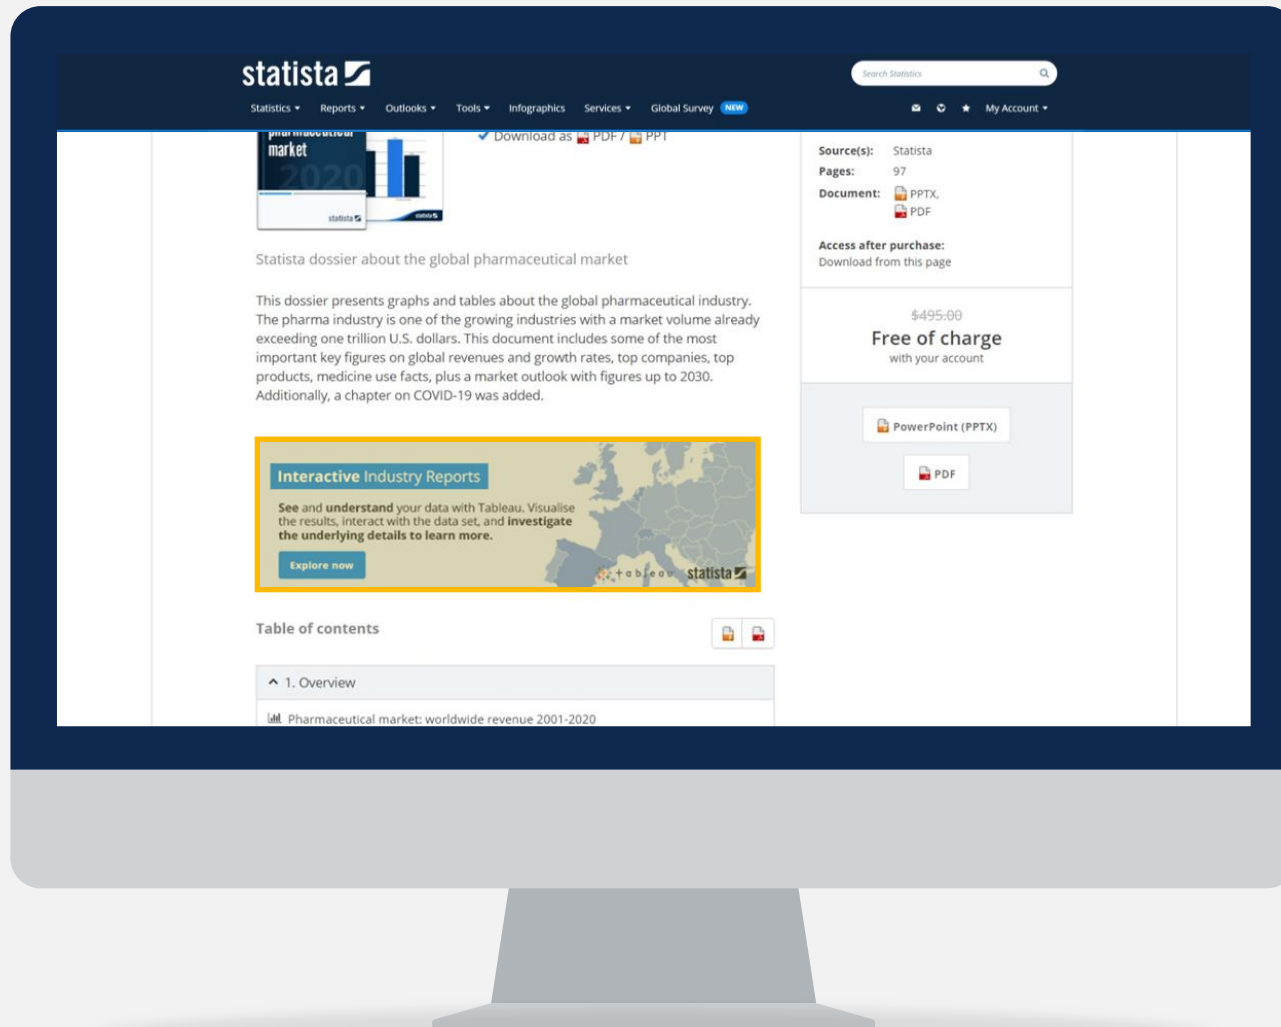 statista
Search Statistics
Statistics Reports Outlooks Tools Infographics Services Global Survey NEW My Account
pharmaceutical
market
2020
statista
statista
Download as PDF / PPT
Statista dossier about the global pharmaceutical market
This dossier presents graphs and tables about the global pharmaceutical industry.
The pharma industry is one of the growing industries with a market volume already
exceeding one trillion U.S. dollars. This document includes some of the most
important key figures on global revenues and growth rates, top companies, top
products, medicine use facts, plus a market outlook with figures up to 2030.
Additionally, a chapter on COVID-19 was added.
Interactive Industry Reports
See and understand your data with Tableau. Visualise
the results, interact with the data set, and investigate
the underlying details to learn more.
Explore now
tableau statista
Table of contents
1. Overview
Pharmaceutical market: worldwide revenue 2001-2020
Source(s): Statista
Pages: 97
Document: PPTX,
PDF
Access after purchase:
Download from this page
$495.00
Free of charge
with your account
PowerPoint (PPTX)
PDF